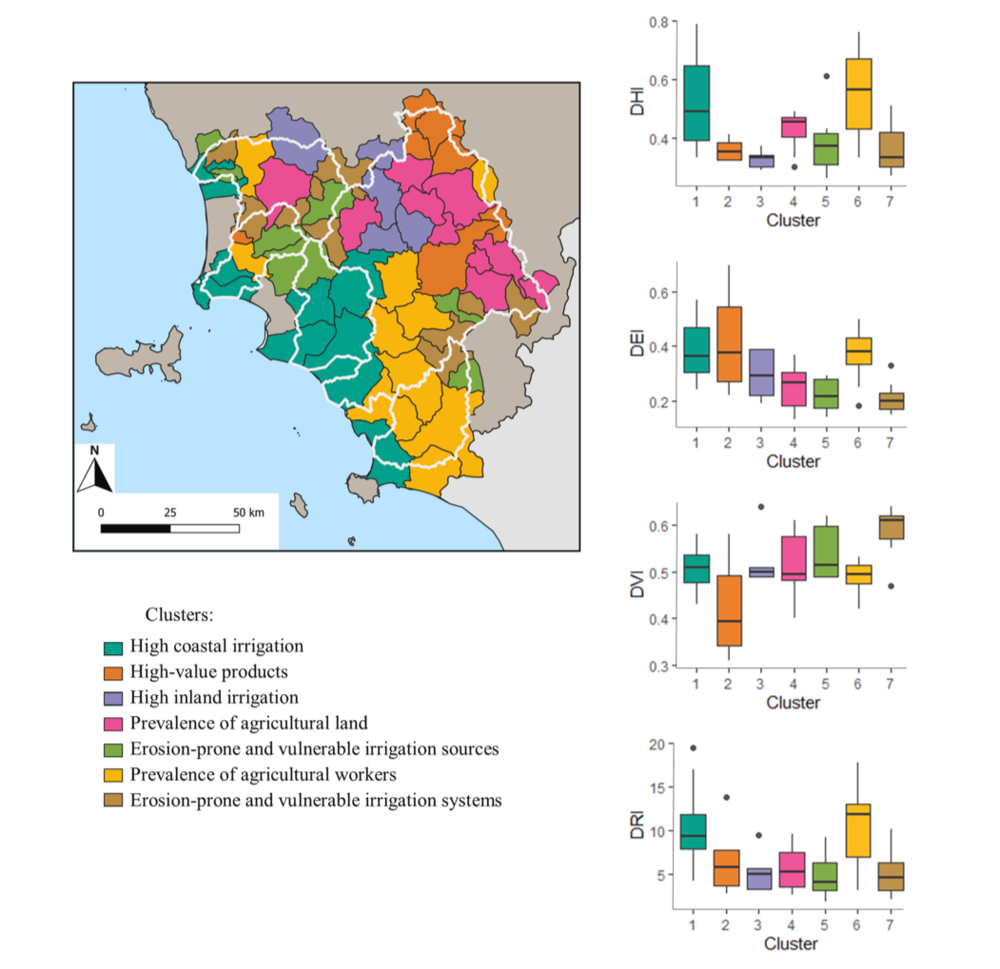 N
0 25 50 km
Clusters:
High coastal irrigation
High-value products
High inland irrigation
Prevalence of agricultural land
Erosion-prone and vulnerable irrigation sources
Prevalence of agricultural workers
Erosion-prone and vulnerable irrigation systems
0.8
0.6
0.4
DHI
1 2 3 4 5 6 7
Cluster
0.6
0.4
0.2
DEI
1 2 3 4 5 6 7
Cluster
0.6
0.5
0.4
0.3
DVI
1 2 3 4 5 6 7
Cluster
20
15
10
5
DRI
1 2 3 4 5 6 7
Cluster